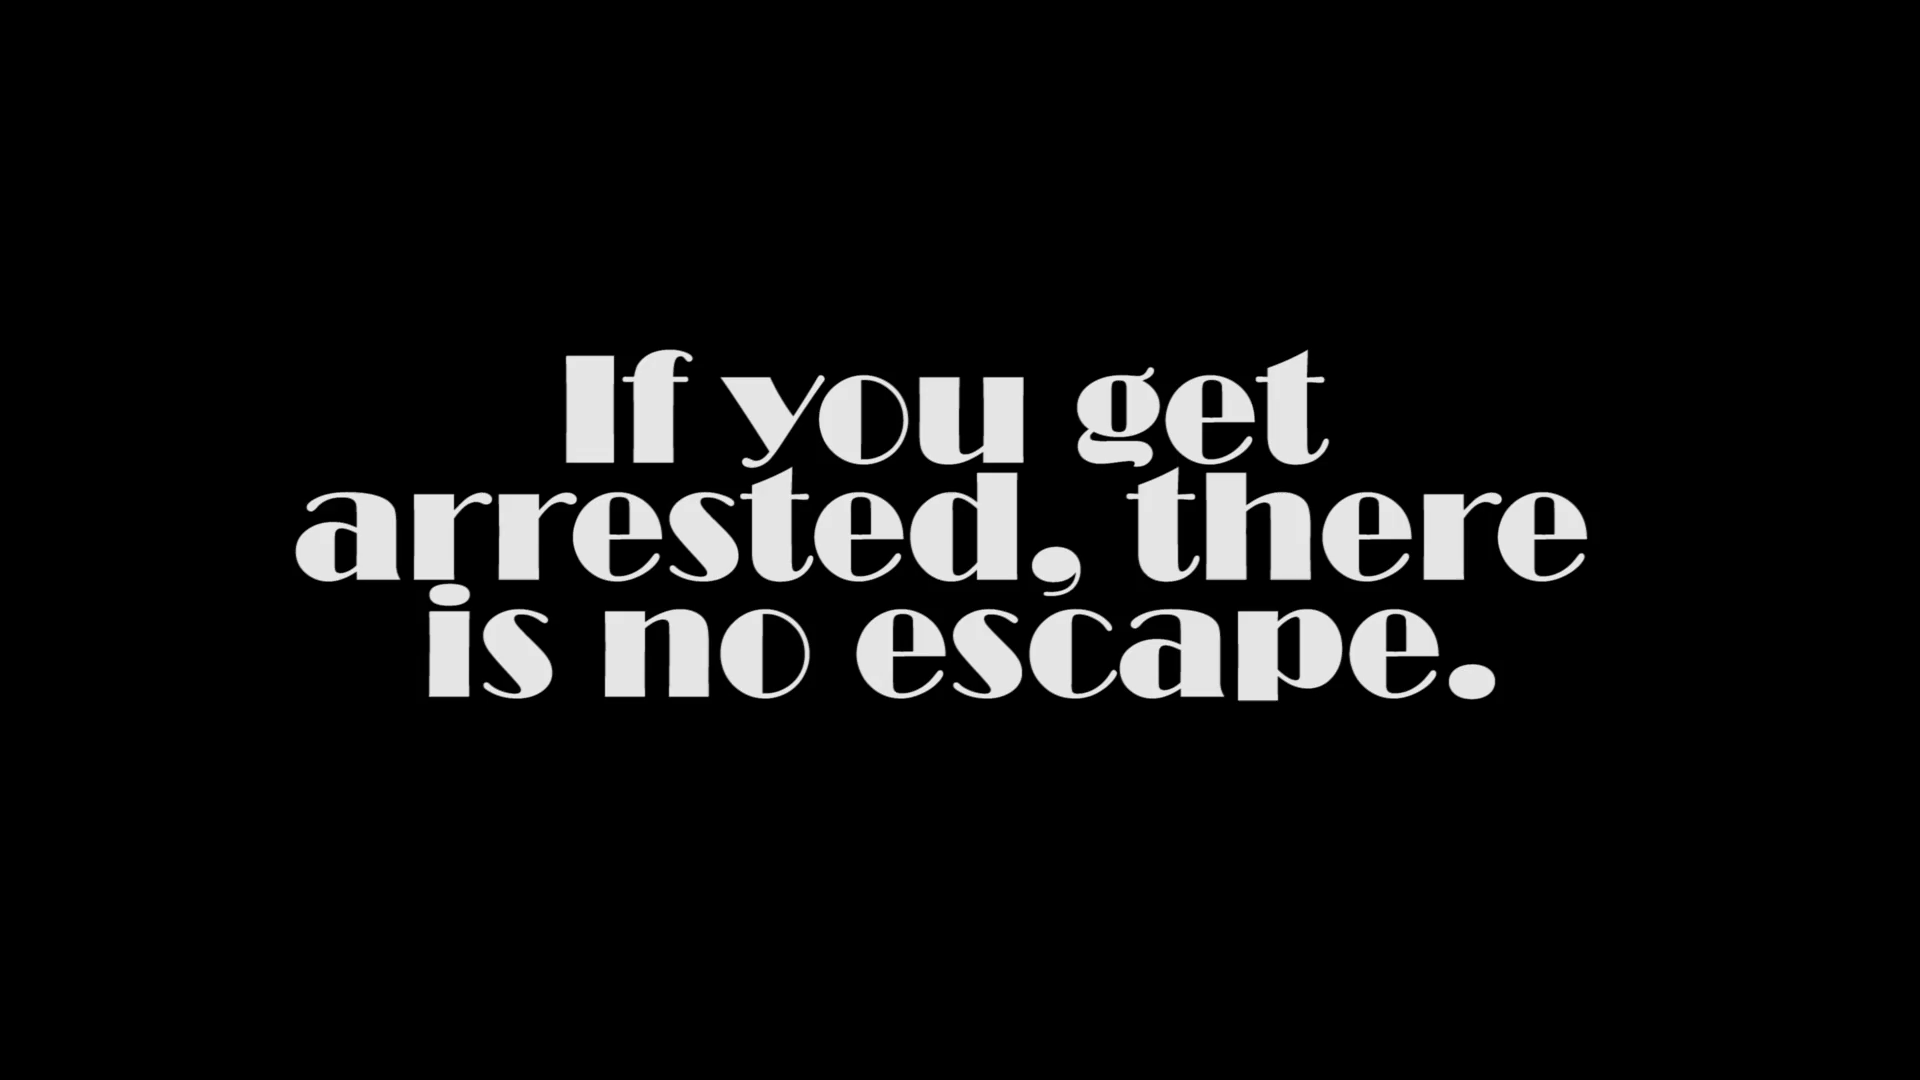 If you get
arrested, there
is no escape.